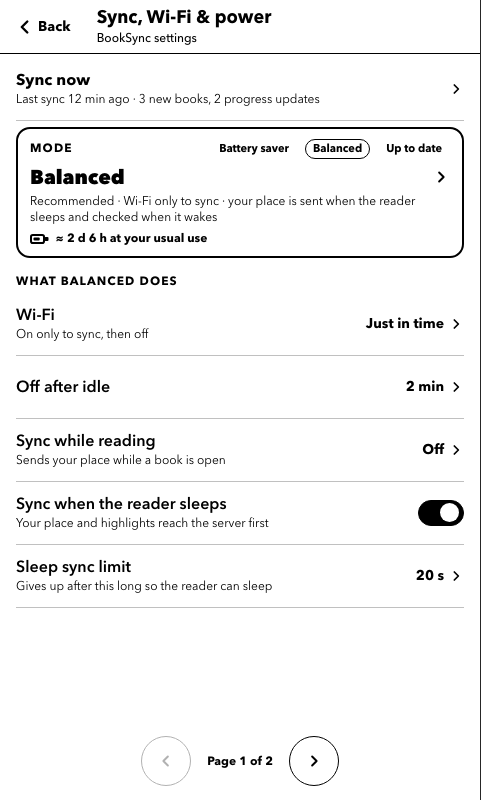 Back
Sync, Wi-Fi & power
BookSync settings
Sync now
Last sync 12 min ago · 3 new books, 2 progress updates
MODE
Battery saver
Balanced
Up to date
Balanced
Recommended · Wi-Fi only to sync · your place is sent when the reader
sleeps and checked when it wakes
≈ 2 d 6 h at your usual use
WHAT BALANCED DOES
Wi-Fi
On only to sync, then off
Just in time
Off after idle
2 min
Sync while reading
Sends your place while a book is open
Off
Sync when the reader sleeps
Your place and highlights reach the server first
Sleep sync limit
Gives up after this long so the reader can sleep
20 s
Page 1 of 2